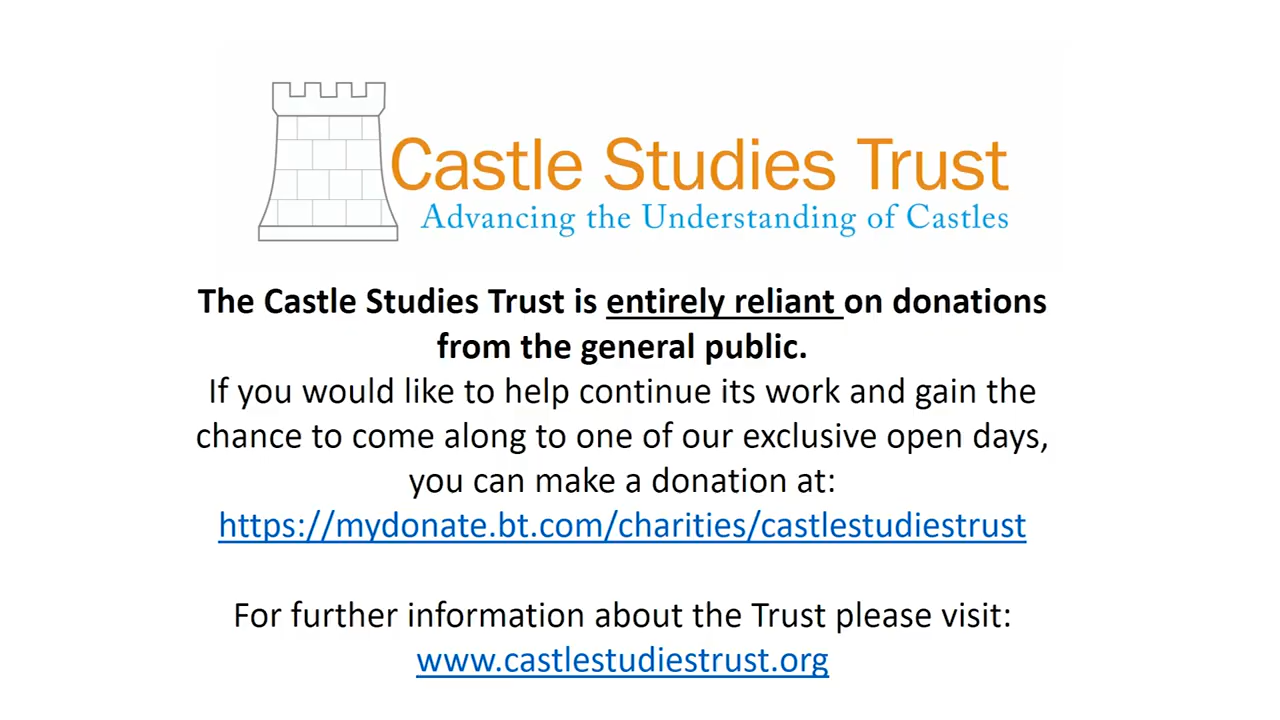 Castle Studies Trust
Advancing the Understanding of Castles
The Castle Studies Trust is entirely reliant on donations
from the general public.
If you would like to help continue its work and gain the
chance to come along to one of our exclusive open days,
you can make a donation at:
https://mydonate.bt.com/charities/castlestudiestrust
For further information about the Trust please visit:
www.castlestudiestrust.org